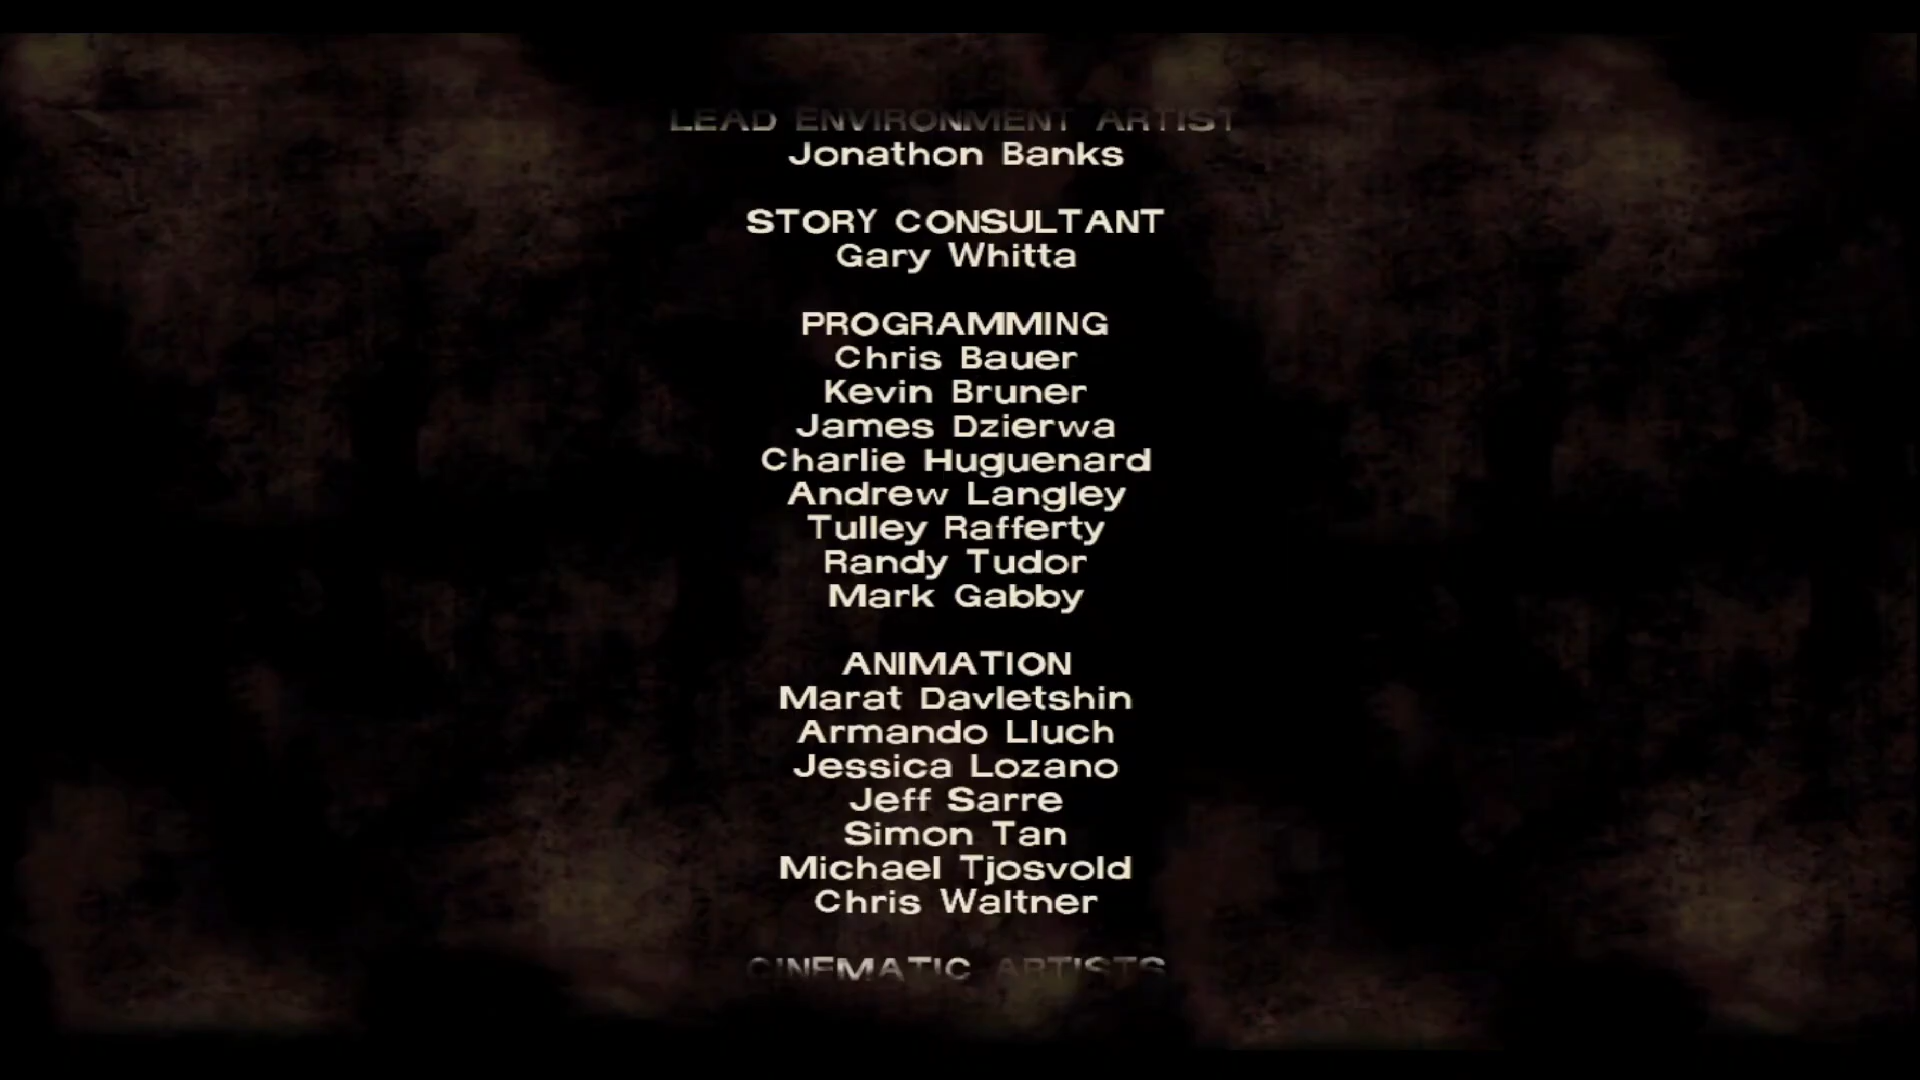 LEAD ENVIRONMENT ARTIST
Jonathon Banks
STORY CONSULTANT
Gary Whitta
PROGRAMMING
Chris Bauer
Kevin Bruner
James Dzierwa
Charlie Huguenard
Andrew Langley
Tulley Rafferty
Randy Tudor
Mark Gabby
ANIMATION
Marat Davletshin
Armando Lluch
Jessica Lozano
Jeff Sarre
Simon Tan
Michael Tjosvold
Chris Waltner
CINEMATIC ARTISTS